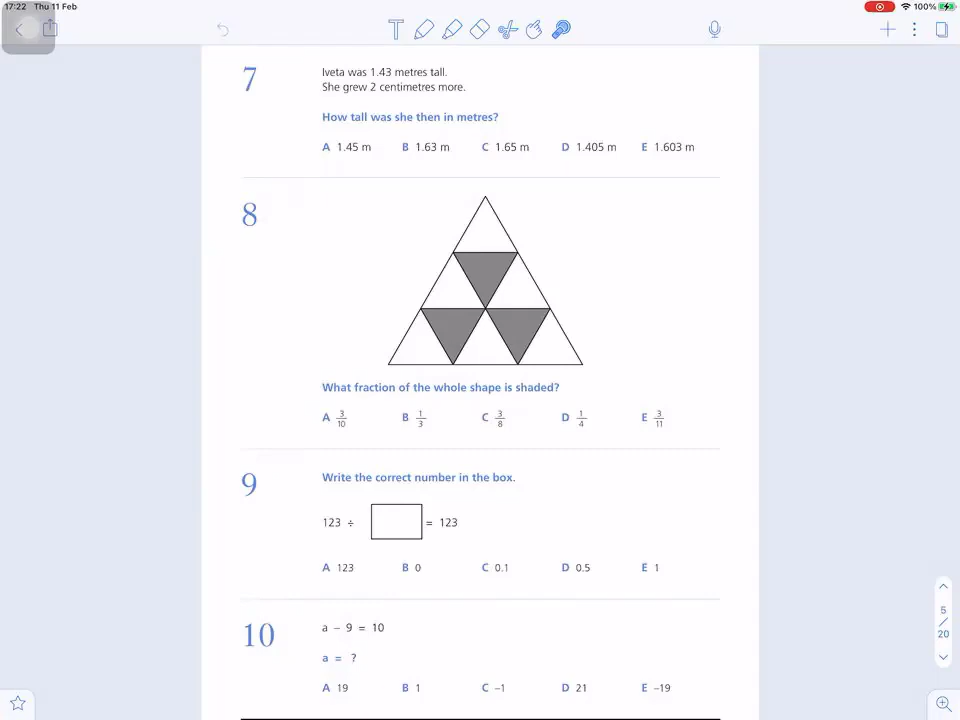 17:22 Thu 11 Feb
100%
7
Iveta was 1.43 metres tall.
She grew 2 centimetres more.
How tall was she then in metres?
A 1.45 m B 1.63 m C 1.65 m D 1.405 m E 1.603 m
8
What fraction of the whole shape is shaded?
A 3/10 B 1/3 C 3/8 D 1/4 E 3/11
9
Write the correct number in the box.
123 ÷ = 123
A 123 B 0 C 0.1 D 0.5 E 1
10
a – 9 = 10
a = ?
A 19 B 1 C –1 D 21 E –19
5
/
20